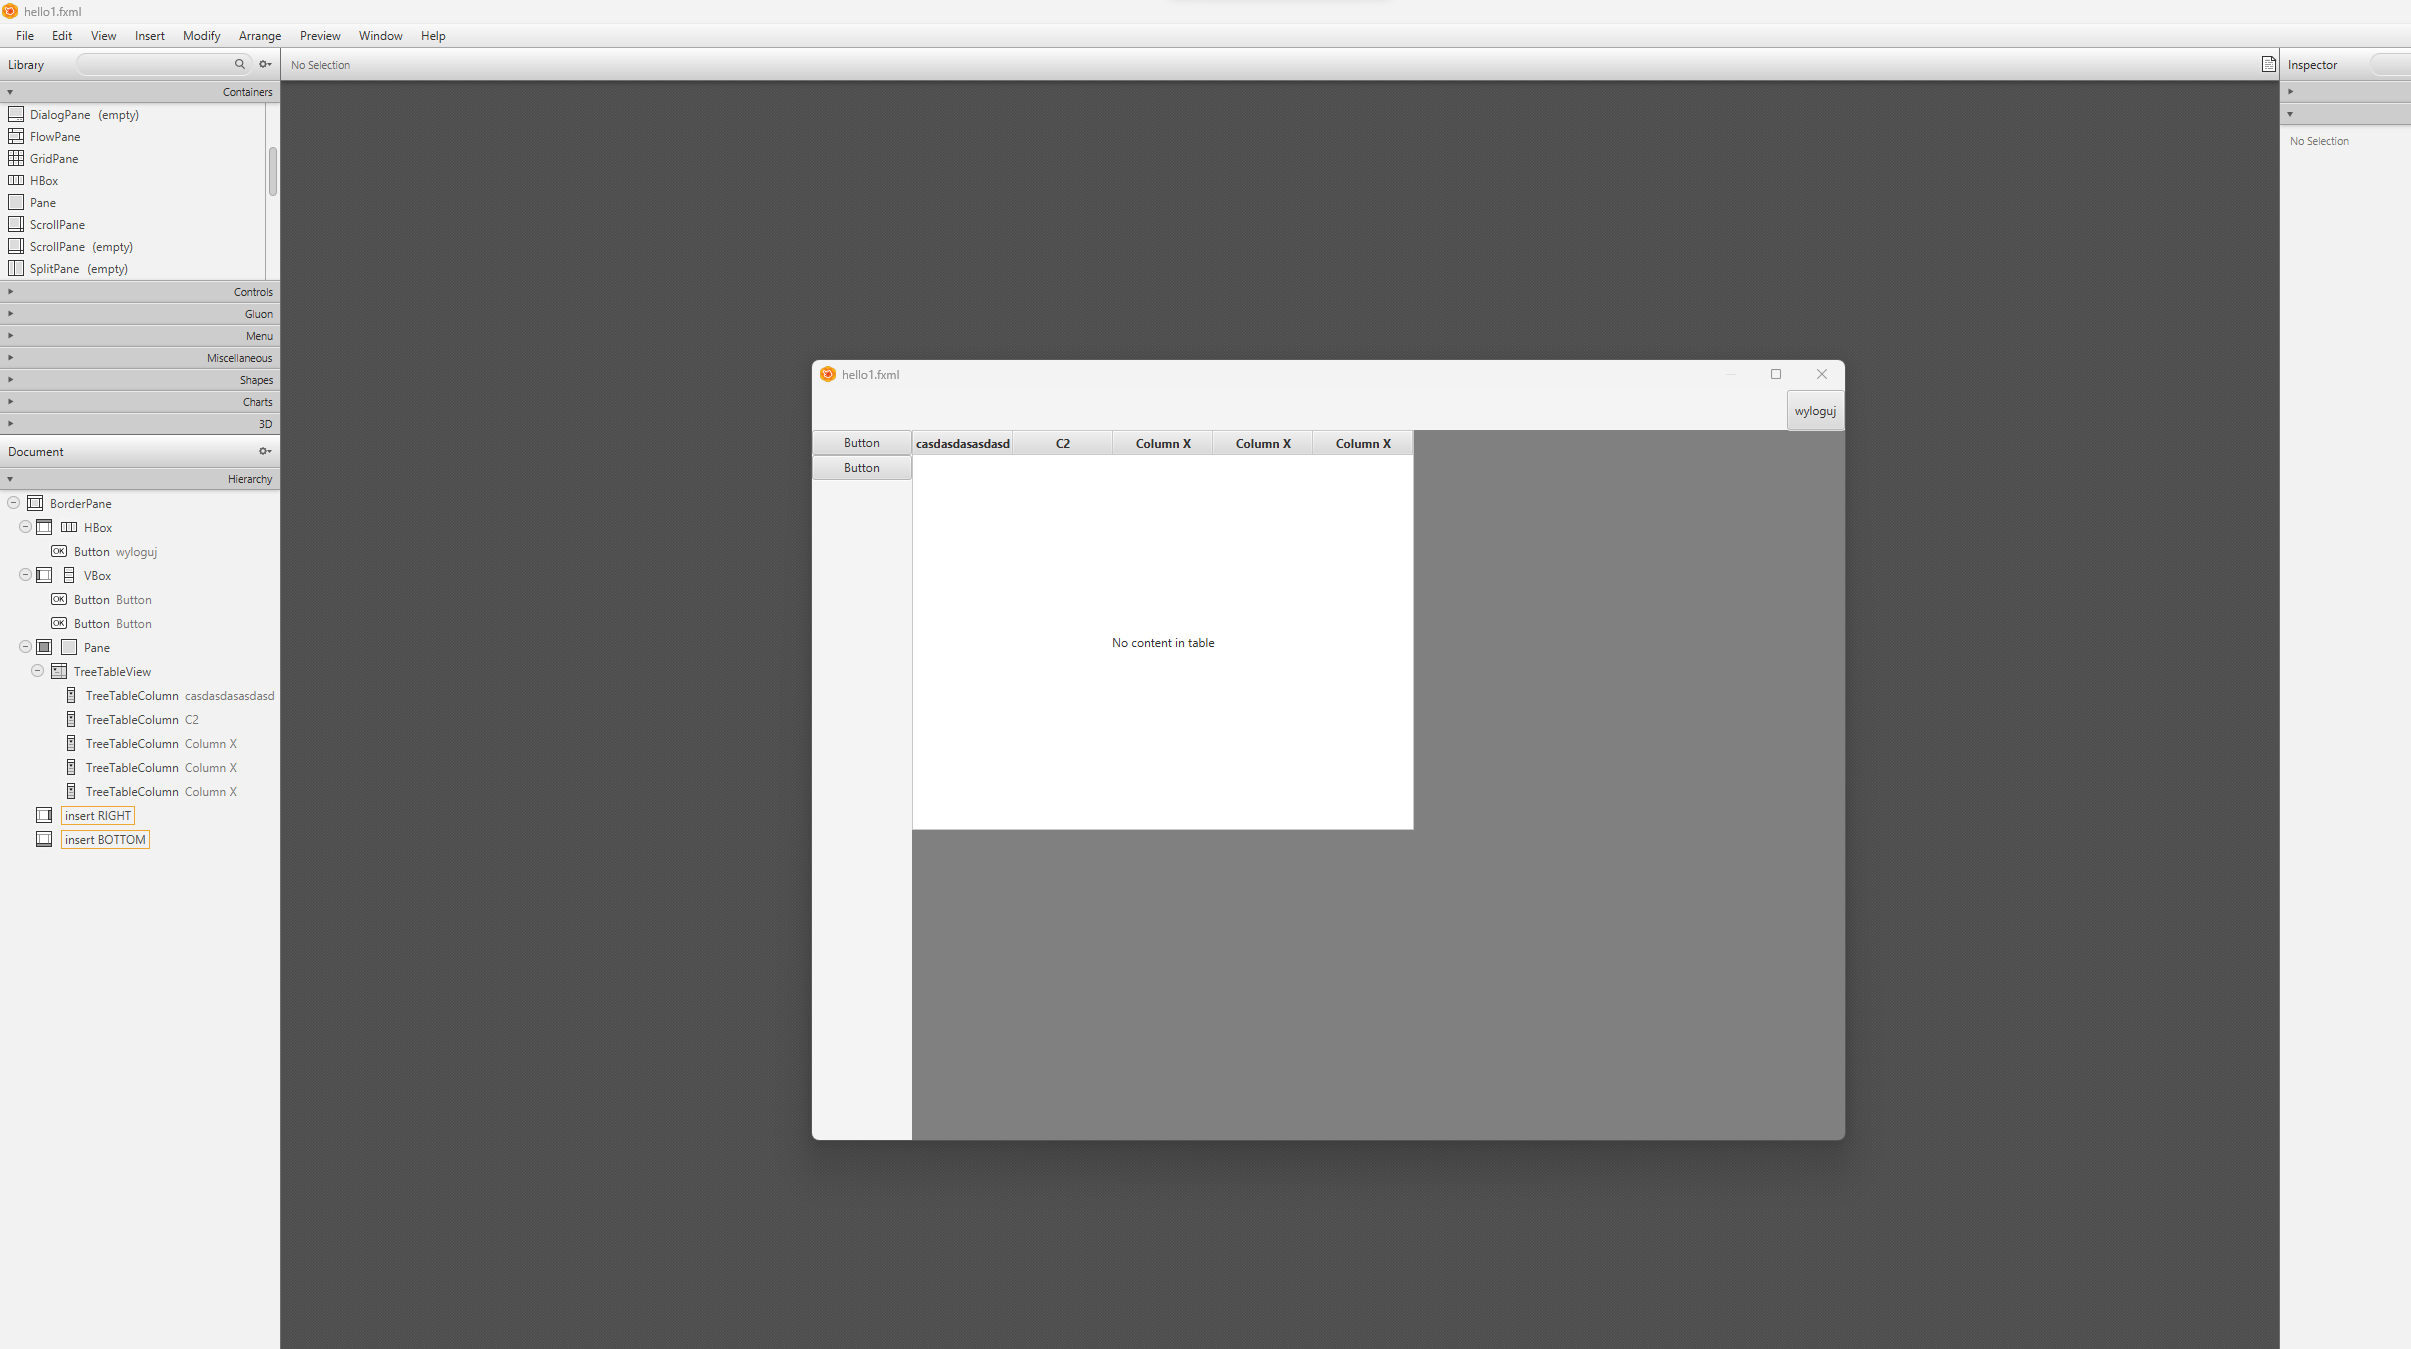 hello1.fxml
File Edit View Insert Modify Arrange Preview Window Help
Library
No Selection
Inspector
Containers
DialogPane (empty)
FlowPane
GridPane
HBox
Pane
ScrollPane
ScrollPane (empty)
SplitPane (empty)
Controls
Gluon
Menu
Miscellaneous
Shapes
Charts
3D
Document
Hierarchy
BorderPane
HBox
OK Button wyloguj
VBox
OK Button Button
OK Button Button
Pane
TreeTableView
TreeTableColumn casdasdasasdasd
TreeTableColumn C2
TreeTableColumn Column X
TreeTableColumn Column X
TreeTableColumn Column X
insert RIGHT
insert BOTTOM
hello1.fxml
wyloguj
Button
Button
casdasdasasdasd C2 Column X Column X Column X
No content in table
No Selection